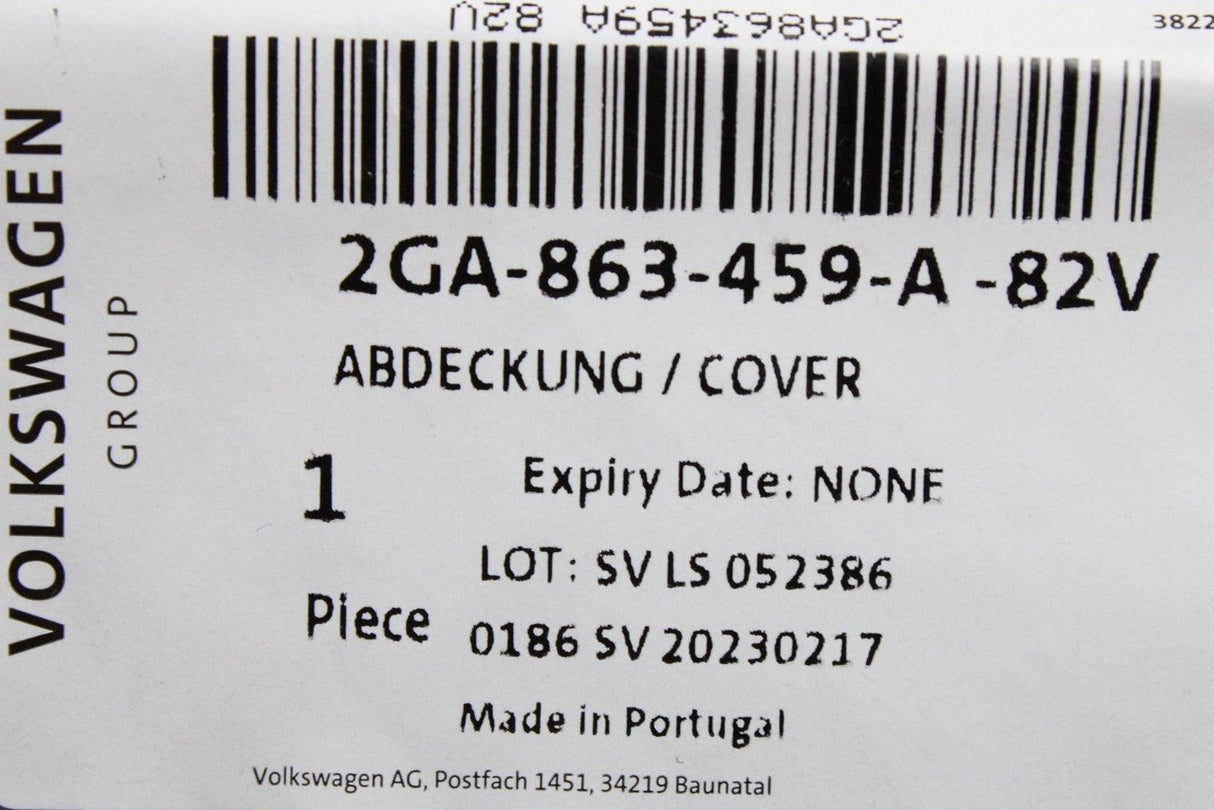 2GA863459A 82V
3822
2GA-863-459-A -82V
ABDECKUNG / COVER
1
Expiry Date: NONE
LOT: SV LS 052386
Piece
0186 SV 20230217
Made in Portugal
Volkswagen AG, Postfach 1451, 34219 Baunatal
VOLKSWAGEN
GROUP